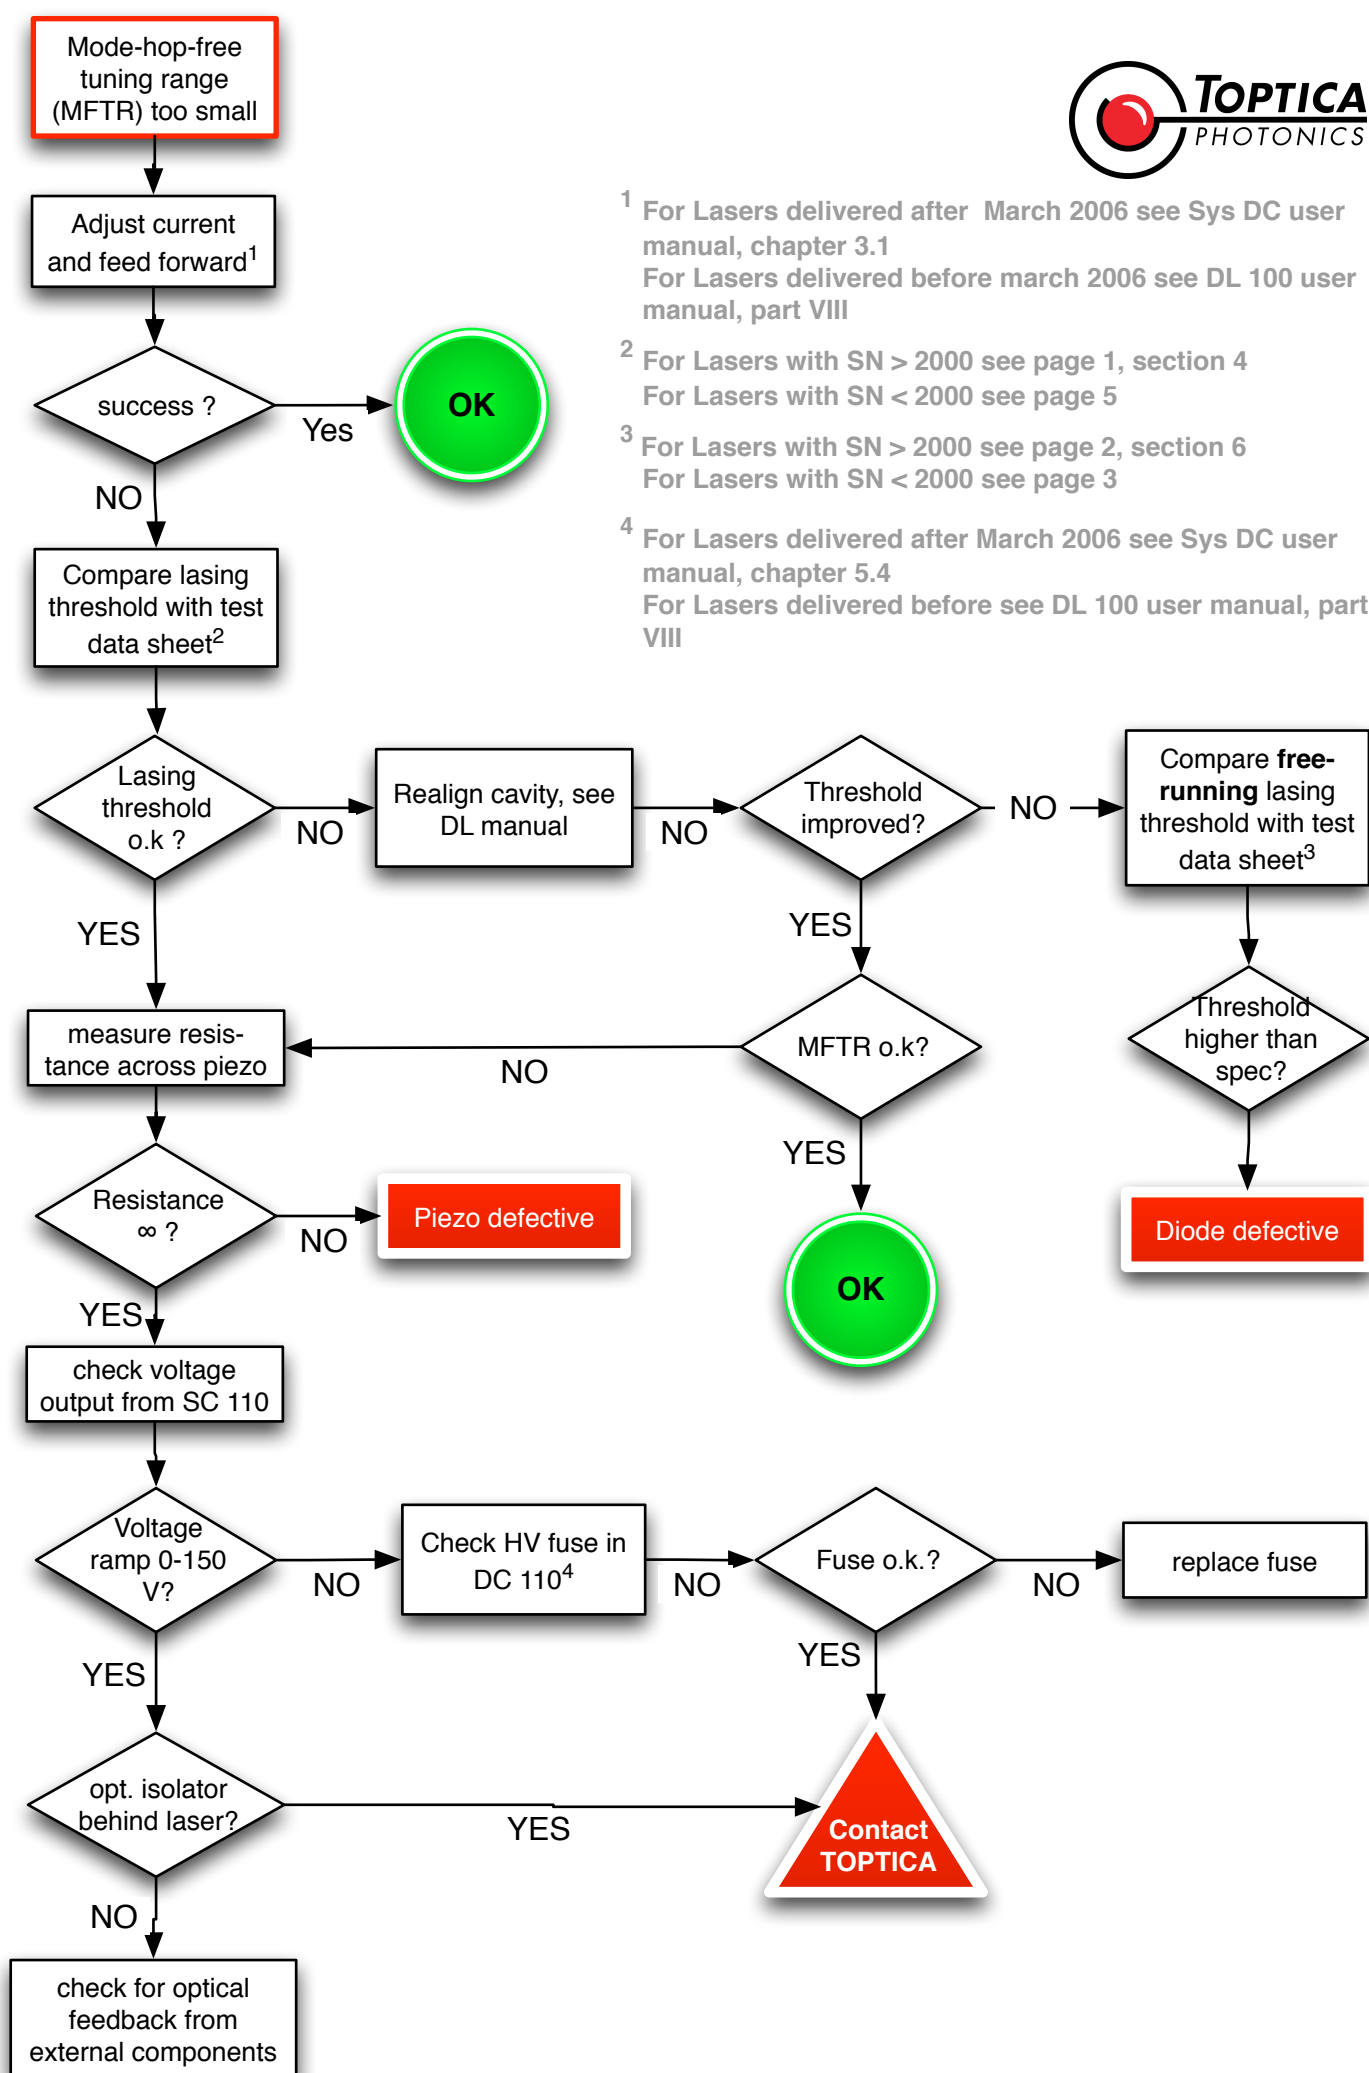 Mode-hop-free
tuning range
(MFTR) too small
TOPTICA
PHOTONICS
Adjust current
and feed forward1
1 For Lasers delivered after  March 2006 see Sys DC user
manual, chapter 3.1
For Lasers delivered before march 2006 see DL 100 user
manual, part VIII
2 For Lasers with SN > 2000 see page 1, section 4
For Lasers with SN < 2000 see page 5
3 For Lasers with SN > 2000 see page 2, section 6
For Lasers with SN < 2000 see page 3
4 For Lasers delivered after March 2006 see Sys DC user
manual, chapter 5.4
For Lasers delivered before see DL 100 user manual, part
VIII
success ?
Yes
OK
NO
Compare lasing
threshold with test
data sheet2
Lasing
threshold
o.k ?
NO
Realign cavity, see
DL manual
NO
Threshold
improved?
NO
Compare free-
running lasing
threshold with test
data sheet3
YES
YES
measure resis-
tance across piezo
NO
MFTR o.k?
Threshold
higher than
spec?
YES
Resistance
∞ ?
NO
Piezo defective
OK
Diode defective
YES
check voltage
output from SC 110
Voltage
ramp 0-150
V?
NO
Check HV fuse in
DC 1104
NO
Fuse o.k.?
NO
replace fuse
YES
YES
opt. isolator
behind laser?
YES
Contact
TOPTICA
NO
check for optical
feedback from
external components